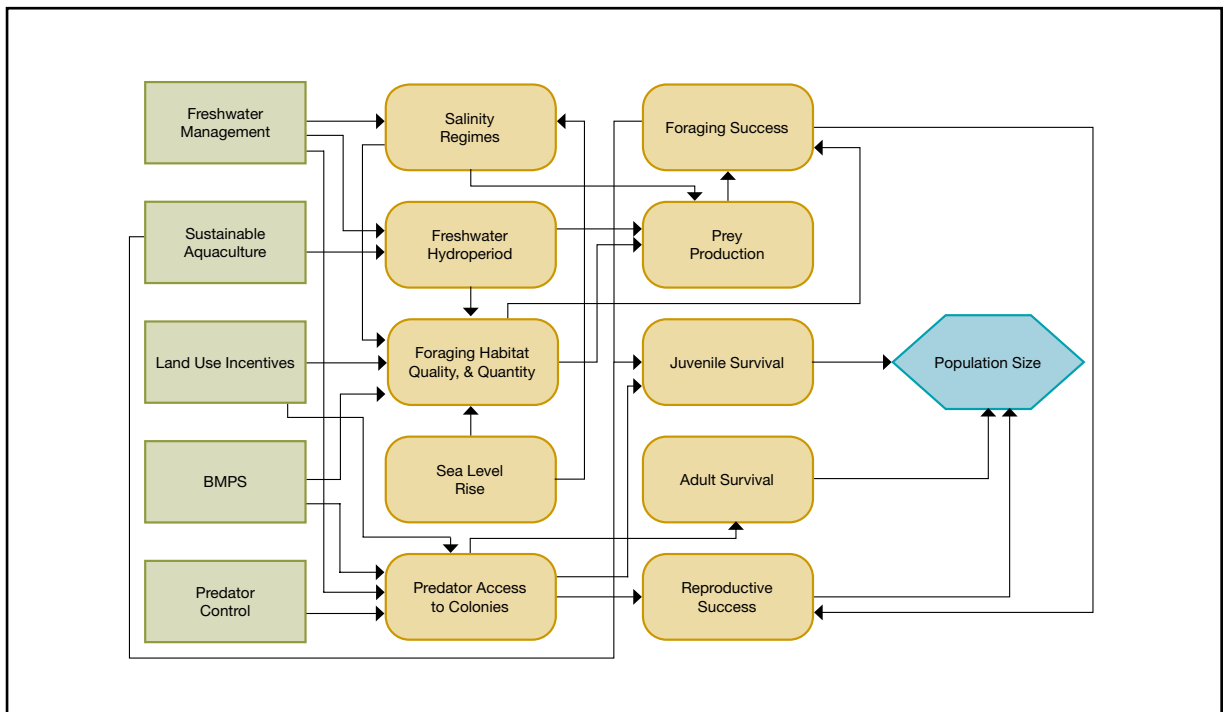 Freshwater
Management
Salinity
Regimes
Foraging Success
Sustainable
Aquaculture
Freshwater
Hydroperiod
Prey
Production
Land Use Incentives
Foraging Habitat
Quality, & Quantity
Juvenile Survival
Population Size
BMPS
Sea Level
Rise
Adult Survival
Predator
Control
Predator Access
to Colonies
Reproductive
Success